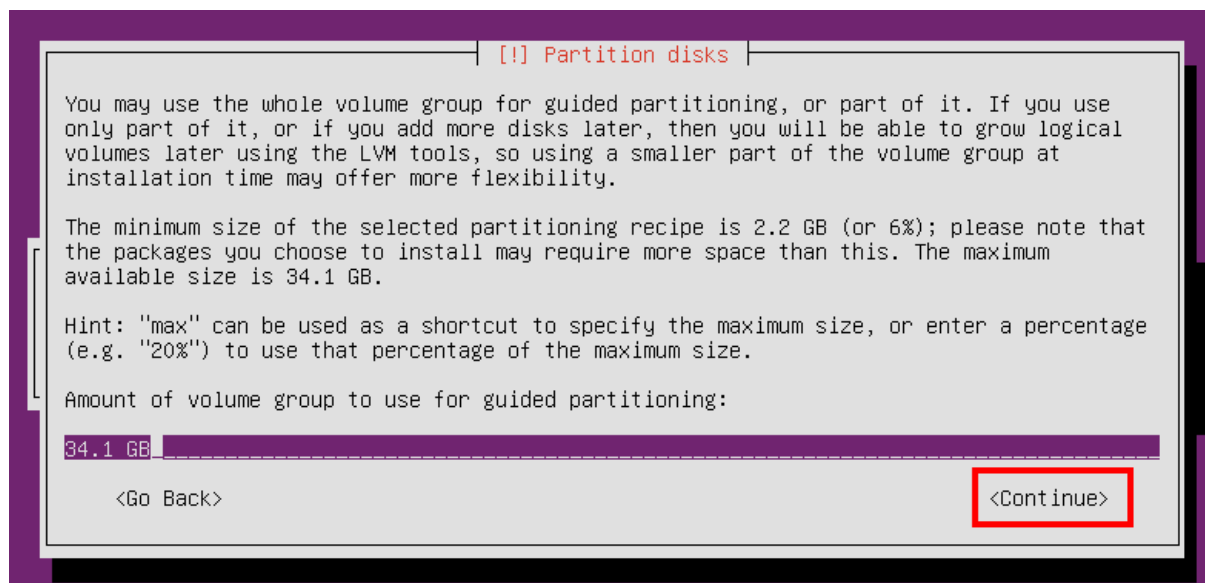 [!] Partition disks
You may use the whole volume group for guided partitioning, or part of it. If you use
only part of it, or if you add more disks later, then you will be able to grow logical
volumes later using the LVM tools, so using a smaller part of the volume group at
installation time may offer more flexibility.
The minimum size of the selected partitioning recipe is 2.2 GB (or 6%); please note that
the packages you choose to install may require more space than this. The maximum
available size is 34.1 GB.
Hint: "max" can be used as a shortcut to specify the maximum size, or enter a percentage
(e.g. "20%") to use that percentage of the maximum size.
Amount of volume group to use for guided partitioning:
34.1 GB
<Go Back> <Continue>